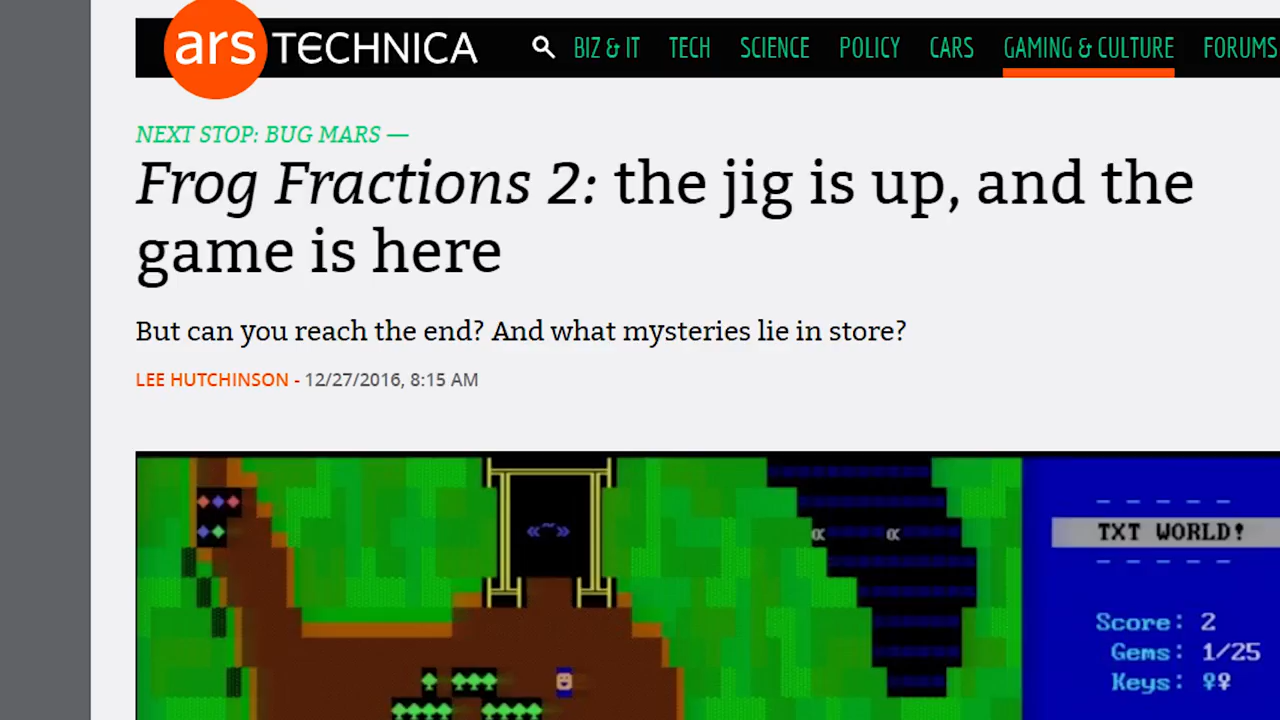 ars TECHNICA BIZ & IT TECH SCIENCE POLICY CARS GAMING & CULTURE FORUMS
NEXT STOP: BUG MARS —
Frog Fractions 2: the jig is up, and the
game is here
But can you reach the end? And what mysteries lie in store?
LEE HUTCHINSON - 12/27/2016, 8:15 AM
«~»
TXT WORLD!
Score: 2
Gems: 1/25
Keys: ♀♀